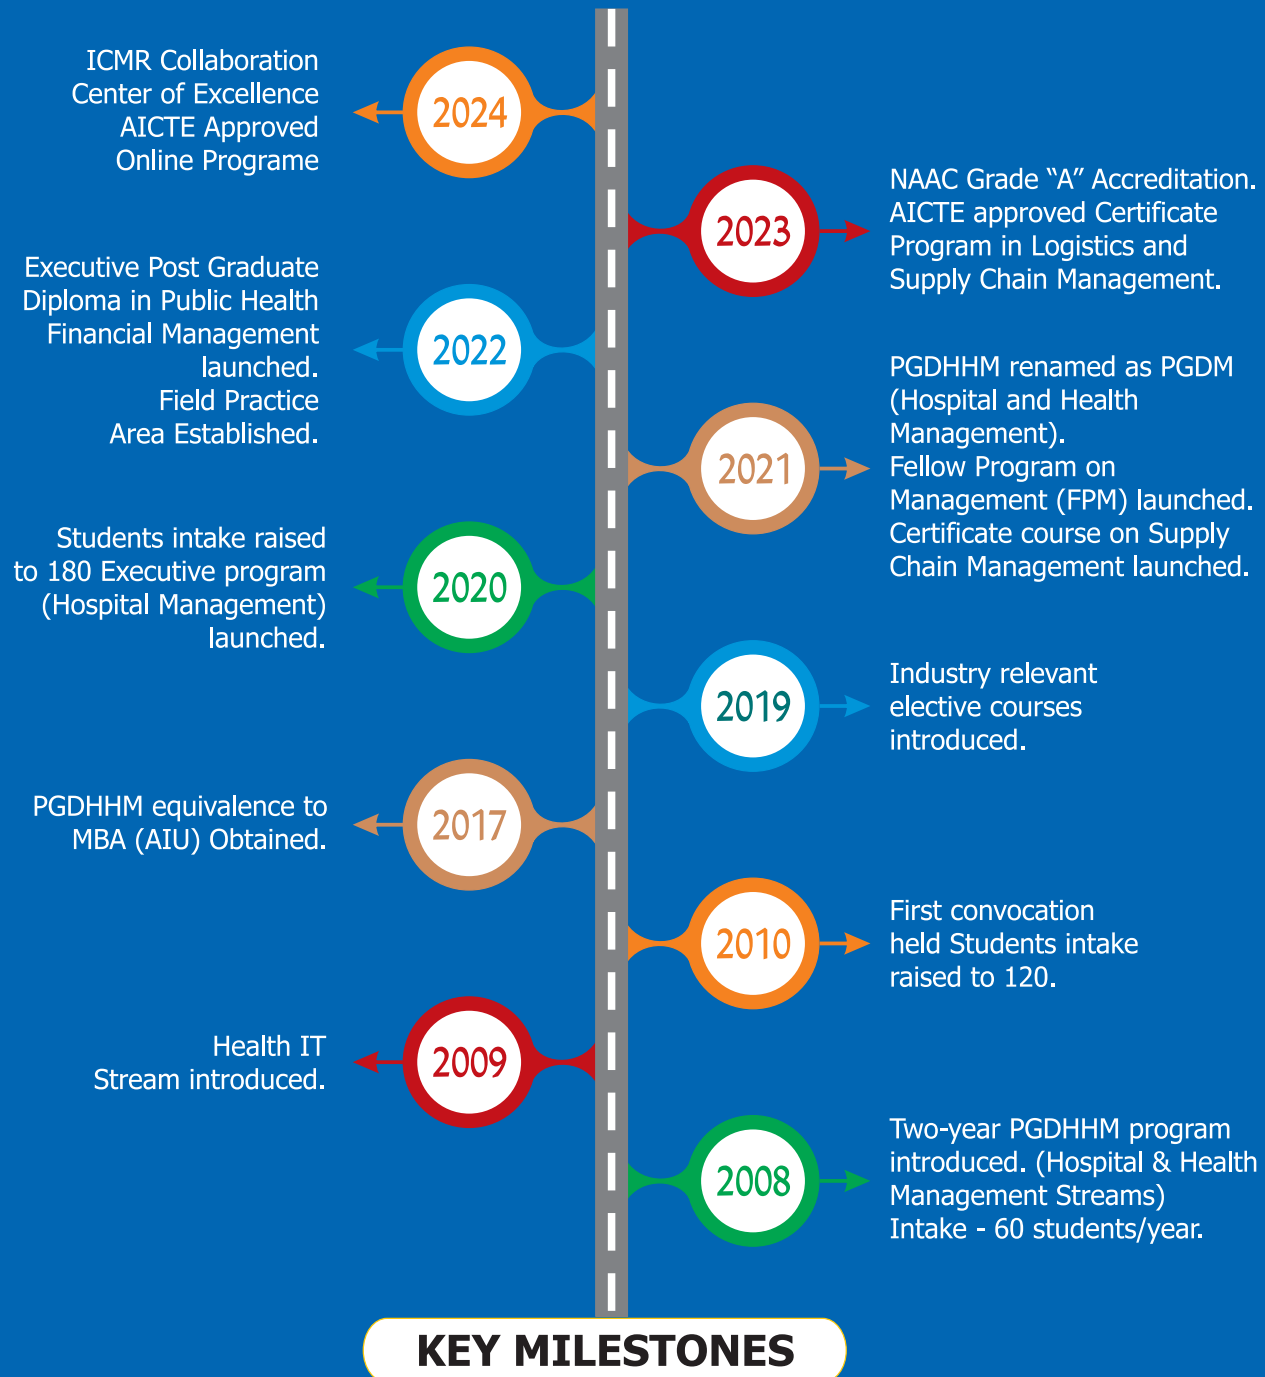 ICMR Collaboration
Center of Excellence
AICTE Approved
Online Programe
2024
2023
NAAC Grade “A” Accreditation.
AICTE approved Certificate
Program in Logistics and
Supply Chain Management.
Executive Post Graduate
Diploma in Public Health
Financial Management
launched.
Field Practice
Area Established.
2022
2021
PGDHHM renamed as PGDM
(Hospital and Health
Management).
Fellow Program on
Management (FPM) launched.
Certificate course on Supply
Chain Management launched.
Students intake raised
to 180 Executive program
(Hospital Management)
launched.
2020
2019
Industry relevant
elective courses
introduced.
PGDHHM equivalence to
MBA (AIU) Obtained.
2017
2010
First convocation
held Students intake
raised to 120.
Health IT
Stream introduced.
2009
2008
Two-year PGDHHM program
introduced. (Hospital & Health
Management Streams)
Intake - 60 students/year.
KEY MILESTONES